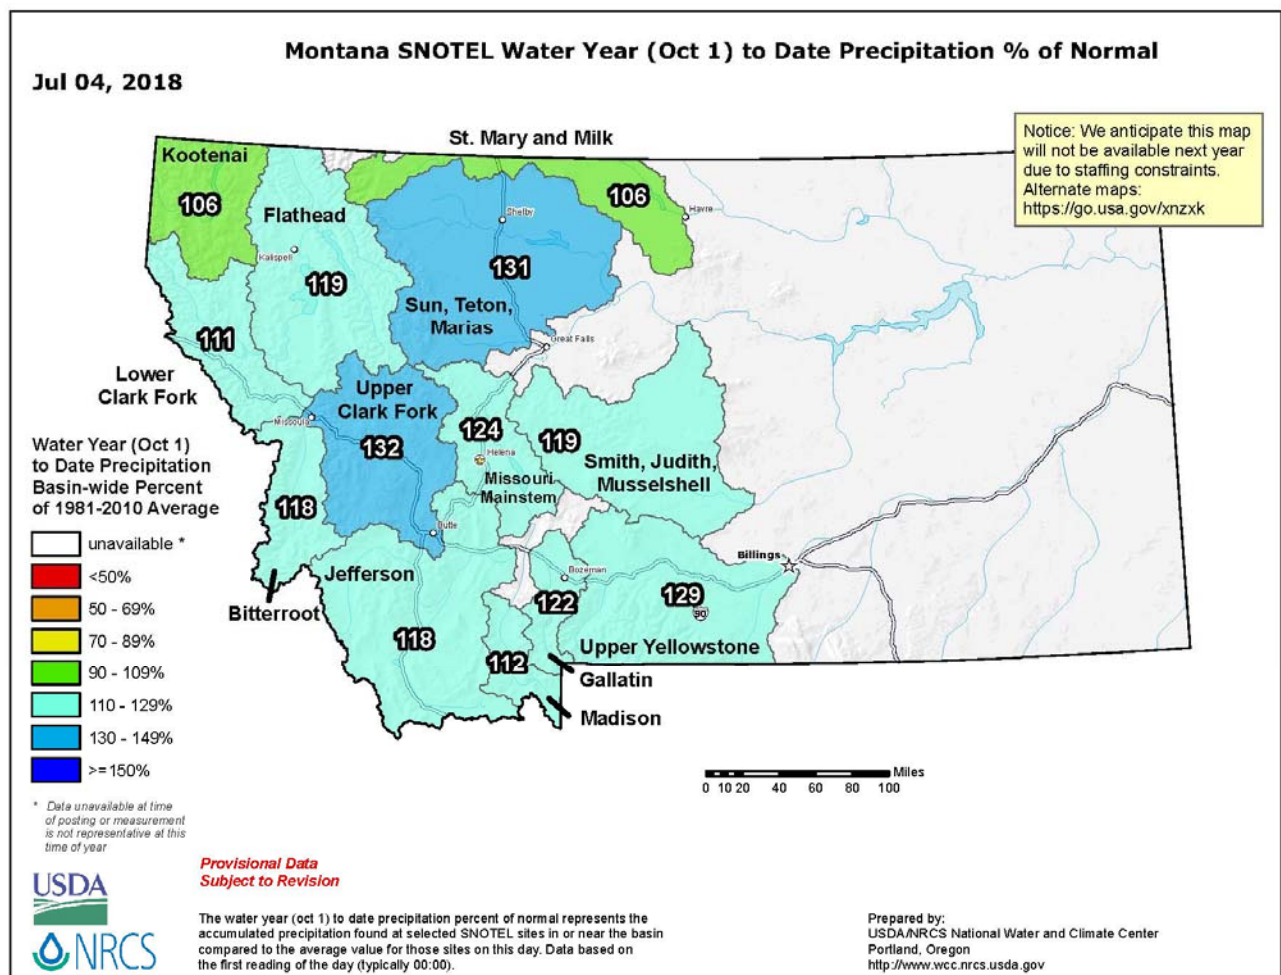 Montana SNOTEL Water Year (Oct 1) to Date Precipitation % of Normal
Jul 04, 2018
Notice: We anticipate this map
will not be available next year
due to staffing constraints.
Alternate maps:
https://go.usa.gov/xnzxk
St. Mary and Milk
Kootenai
106
106
Havre
Flathead
Shelby
Kalispell
131
119
Sun, Teton,
Marias
111
Great Falls
Lower
Clark Fork
Upper
Clark Fork
Missoula
124
119
132
Helena
Smith, Judith,
Musselshell
Missouri
Mainstem
118
Butte
Billings
Jefferson
Bozeman
Bitterroot
122
129
90
118
Upper Yellowstone
112
Gallatin
Madison
Water Year (Oct 1)
to Date Precipitation
Basin-wide Percent
of 1981-2010 Average
unavailable *
<50%
50 - 69%
70 - 89%
90 - 109%
110 - 129%
130 - 149%
>=150%
Miles
0 10 20 40 60 80 100
* Data unavailable at time
of posting or measurement
is not representative at this
time of year
Provisional Data
Subject to Revision
USDA
NRCS
The water year (oct 1) to date precipitation percent of normal represents the
accumulated precipitation found at selected SNOTEL sites in or near the basin
compared to the average value for those sites on this day. Data based on
the first reading of the day (typically 00:00).
Prepared by:
USDA/NRCS National Water and Climate Center
Portland, Oregon
http://www.wcc.nrcs.usda.gov